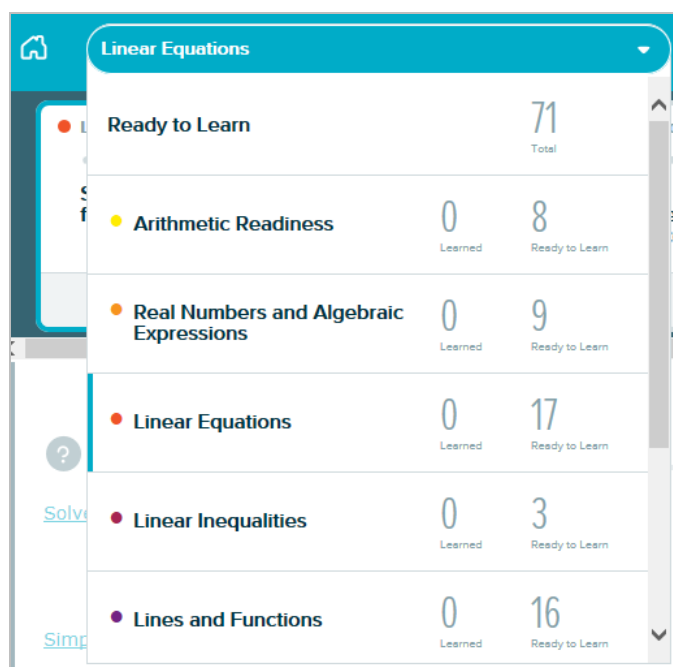 Linear Equations
Ready to Learn
71
Total
Arithmetic Readiness
0
Learned
8
Ready to Learn
Real Numbers and Algebraic
Expressions
0
Learned
9
Ready to Learn
Linear Equations
0
Learned
17
Ready to Learn
?
Solve
Linear Inequalities
0
Learned
3
Ready to Learn
Lines and Functions
0
Learned
16
Ready to Learn
Simp